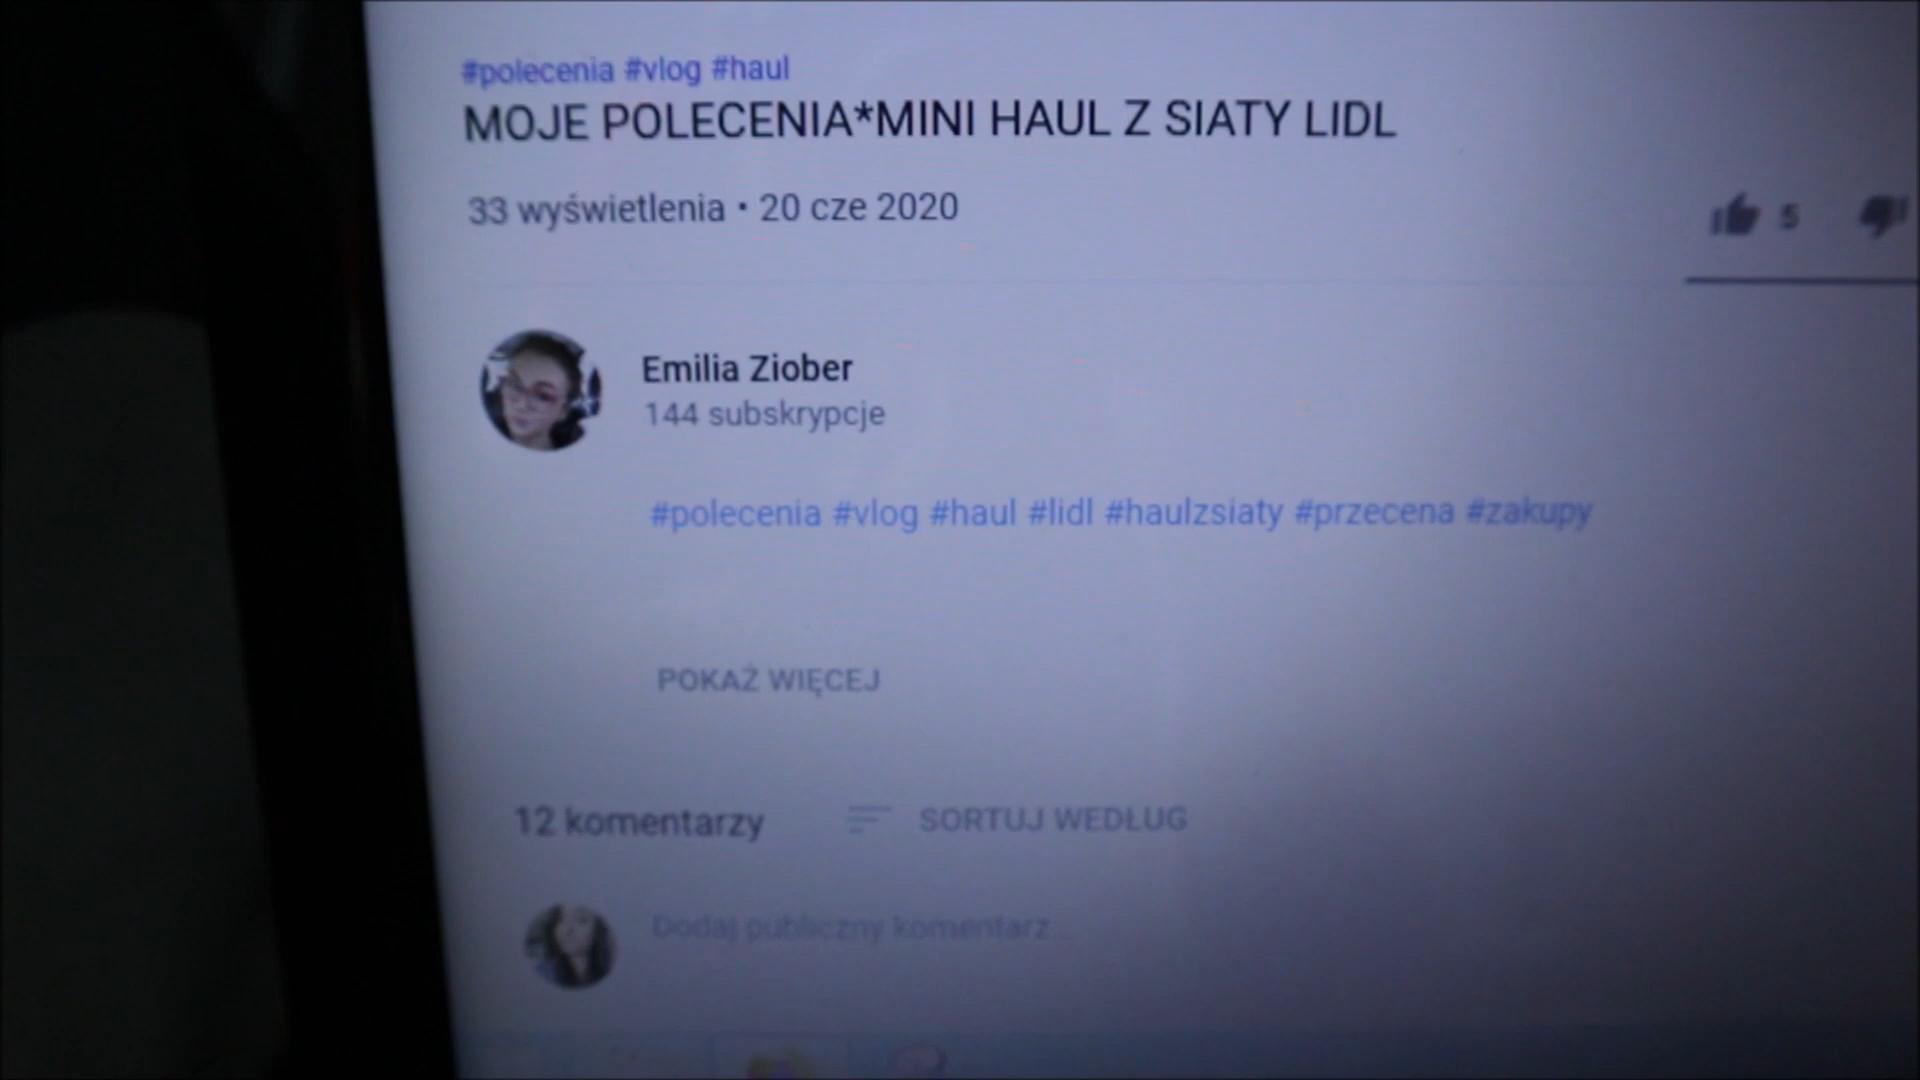 #polecenia #vlog #haul
MOJE POLECENIA*MINI HAUL Z SIATY LIDL
33 wyświetlenia • 20 cze 2020
5
Emilia Ziober
144 subskrypcje
#polecenia #vlog #haul #lidl #haulzsiaty #przecena #zakupy
POKAŻ WIĘCEJ
12 komentarzy
SORTUJ WEDŁUG
Dodaj publiczny komentarz...